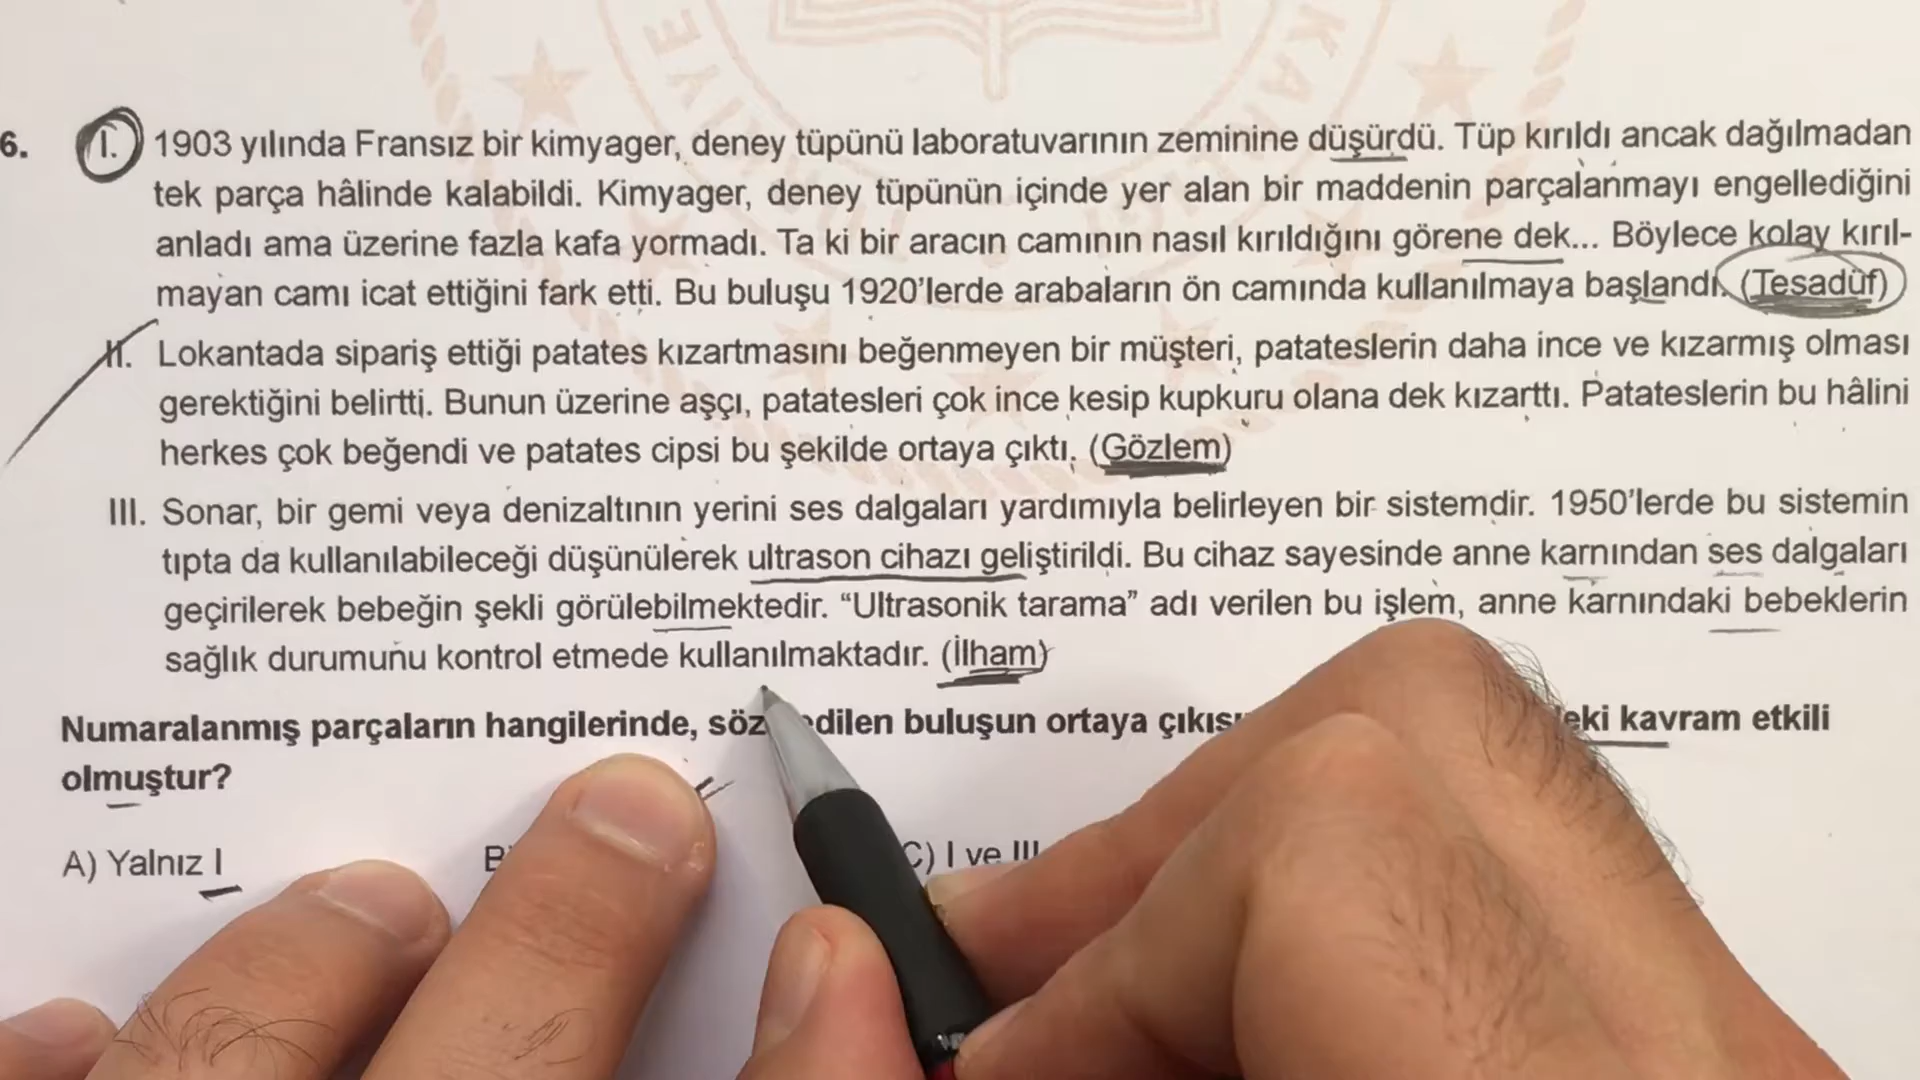 6. I. 1903 yılında Fransız bir kimyager, deney tüpünü laboratuvarının zeminine düşürdü. Tüp kırıldı ancak dağılmadan
tek parça hâlinde kalabildi. Kimyager, deney tüpünün içinde yer alan bir maddenin parçalanmayı engellediğini
anladı ama üzerine fazla kafa yormadı. Ta ki bir aracın camının nasıl kırıldığını görene dek... Böylece kolay kırıl-
mayan camı icat ettiğini fark etti. Bu buluşu 1920'lerde arabaların ön camında kullanılmaya başlandı. (Tesadüf)
II. Lokantada sipariş ettiği patates kızartmasını beğenmeyen bir müşteri, patateslerin daha ince ve kızarmış olması
gerektiğini belirtti. Bunun üzerine aşçı, patatesleri çok ince kesip kupkuru olana dek kızarttı. Patateslerin bu hâlini
herkes çok beğendi ve patates cipsi bu şekilde ortaya çıktı. (Gözlem)
III. Sonar, bir gemi veya denizaltının yerini ses dalgaları yardımıyla belirleyen bir sistemdir. 1950'lerde bu sistemin
tıpta da kullanılabileceği düşünülerek ultrason cihazı geliştirildi. Bu cihaz sayesinde anne karnından ses dalgaları
geçirilerek bebeğin şekli görülebilmektedir. “Ultrasonik tarama” adı verilen bu işlem, anne karnındaki bebeklerin
sağlık durumunu kontrol etmede kullanılmaktadır. (İlham)
Numaralanmış parçaların hangilerinde, söz edilen buluşun ortaya kavram etkili
olmuştur?
A) Yalnız I C) I ve III